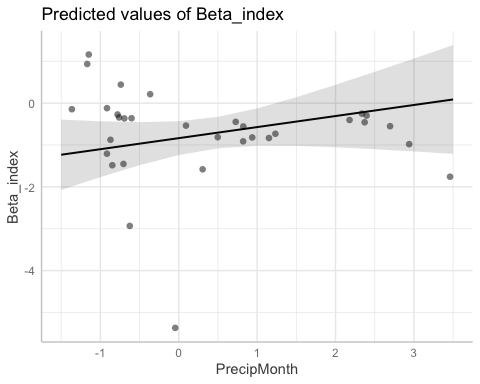 Predicted values of Beta_index
0
-2
-4
Beta_index
-1
0
1
2
3
PrecipMonth